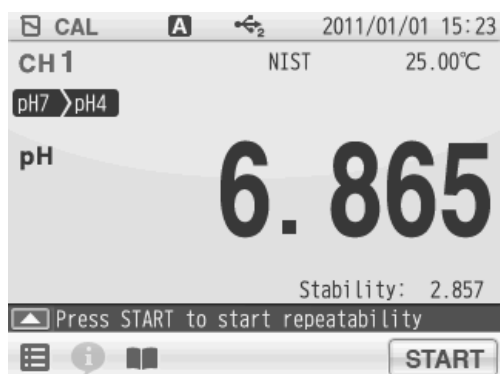 CAL A 2 2011/01/01 15:23
CH1 NIST 25.00℃
pH7 pH4
pH 6.865
Stability: 2.857
Press START to start repeatability
START